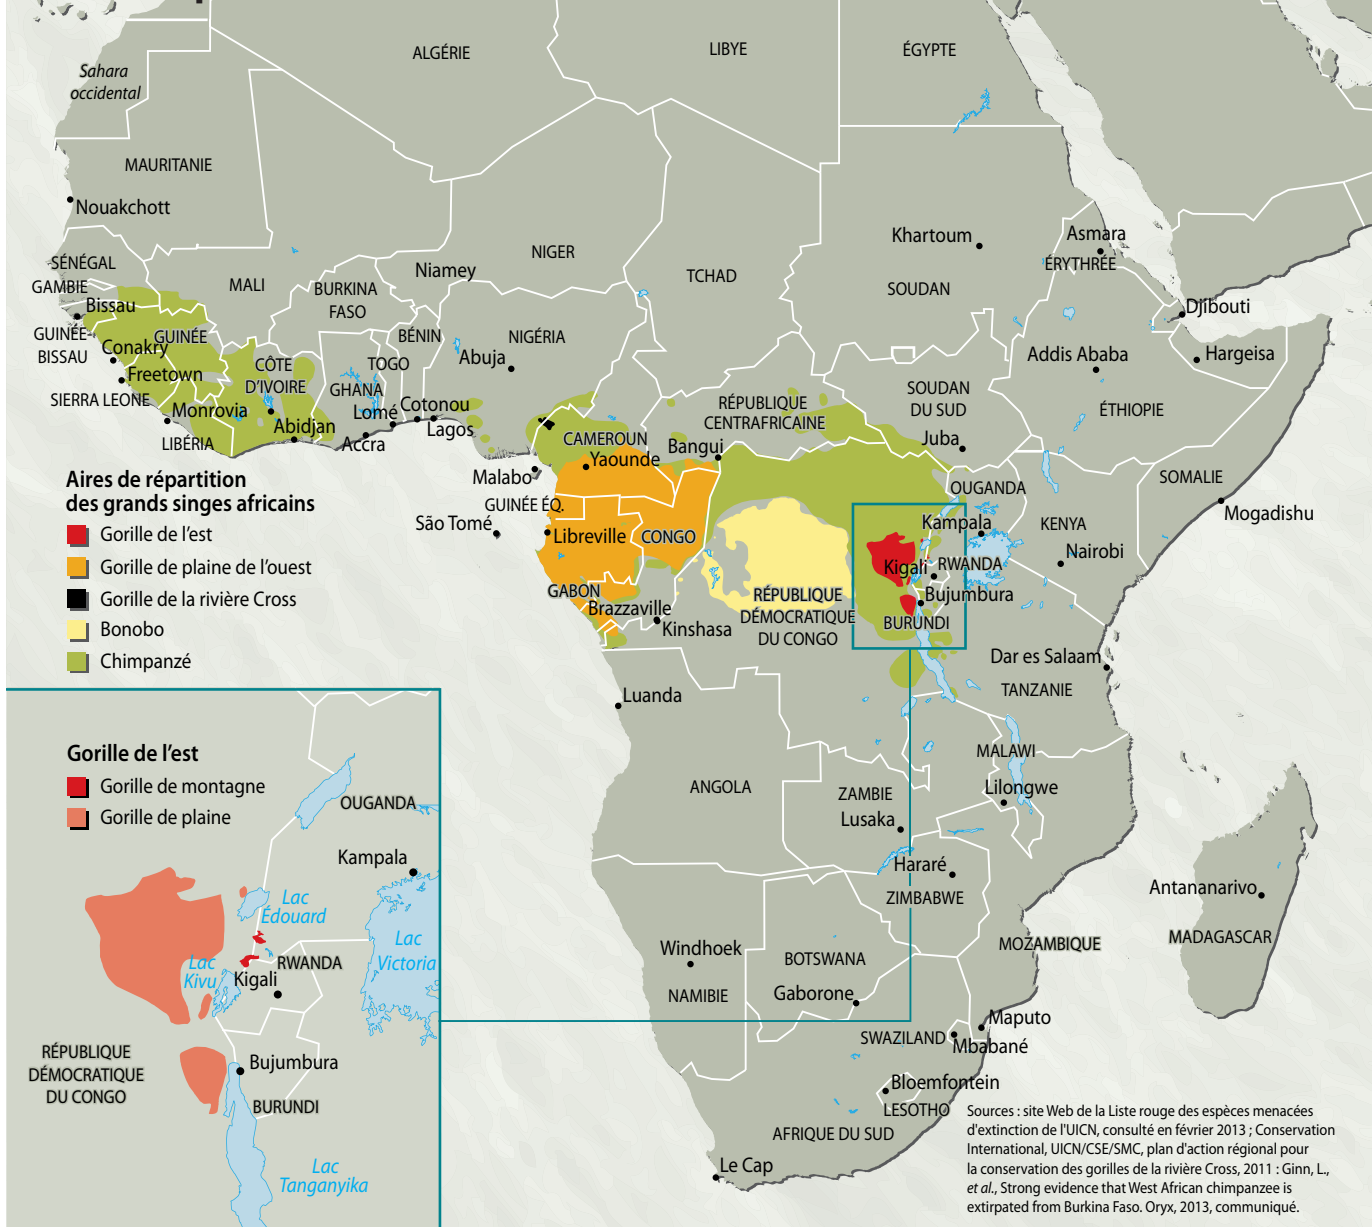 ALGÉRIE
LIBYE
ÉGYPTE
Sahara
occidental
MAURITANIE
Nouakchott
Khartoum
Asmara
ÉRYTHRÉE
NIGER
TCHAD
SOUDAN
SÉNÉGAL
GAMBIE
MALI
BURKINA
FASO
Niamey
Bissau
Djibouti
GUINÉE-
BISSAU
GUINÉE
Conakry
BÉNIN
NIGÉRIA
Abuja
Addis Ababa
Hargeisa
Freetown
CÔTE
D'IVOIRE
TOGO
GHANA
SOUDAN
DU SUD
ÉTHIOPIE
SIERRA LEONE
Monrovia
Lomé
Cotonou
Lagos
RÉPUBLIQUE
CENTRAFRICAINE
LIBÉRIA
Abidjan
Accra
CAMEROUN
Yaounde
Bangui
Juba
Malabo
GUINÉE ÉQ.
OUGANDA
SOMALIE
São Tomé
Libreville
CONGO
Kampala
KENYA
Mogadishu
Nairobi
Kigali
RWANDA
GABON
Brazzaville
Kinshasa
RÉPUBLIQUE
DÉMOCRATIQUE
DU CONGO
Bujumbura
BURUNDI
Dar es Salaam
TANZANIE
Luanda
MALAWI
ANGOLA
ZAMBIE
Lilongwe
Lusaka
Hararé
ZIMBABWE
Antananarivo
MADAGASCAR
MOZAMBIQUE
Windhoek
NAMIBIE
BOTSWANA
Gaborone
Maputo
SWAZILAND
Mbabané
Bloemfontein
LESOTHO
AFRIQUE DU SUD
Le Cap
Aires de répartition
des grands singes africains
Gorille de l'est
Gorille de plaine de l'ouest
Gorille de la rivière Cross
Bonobo
Chimpanzé
Gorille de l'est
Gorille de montagne
Gorille de plaine
OUGANDA
Kampala
Lac
Édouard
Lac
Victoria
Lac
Kivu
RWANDA
Kigali
RÉPUBLIQUE
DÉMOCRATIQUE
DU CONGO
Bujumbura
BURUNDI
Lac
Tanganyika
Sources : site Web de la Liste rouge des espèces menacées
d'extinction de l'UICN, consulté en février 2013 ; Conservation
International, UICN/CSE/SMC, plan d'action régional pour
la conservation des gorilles de la rivière Cross, 2011 : Ginn, L.,
et al., Strong evidence that West African chimpanzee is
extirpated from Burkina Faso. Oryx, 2013, communiqué.